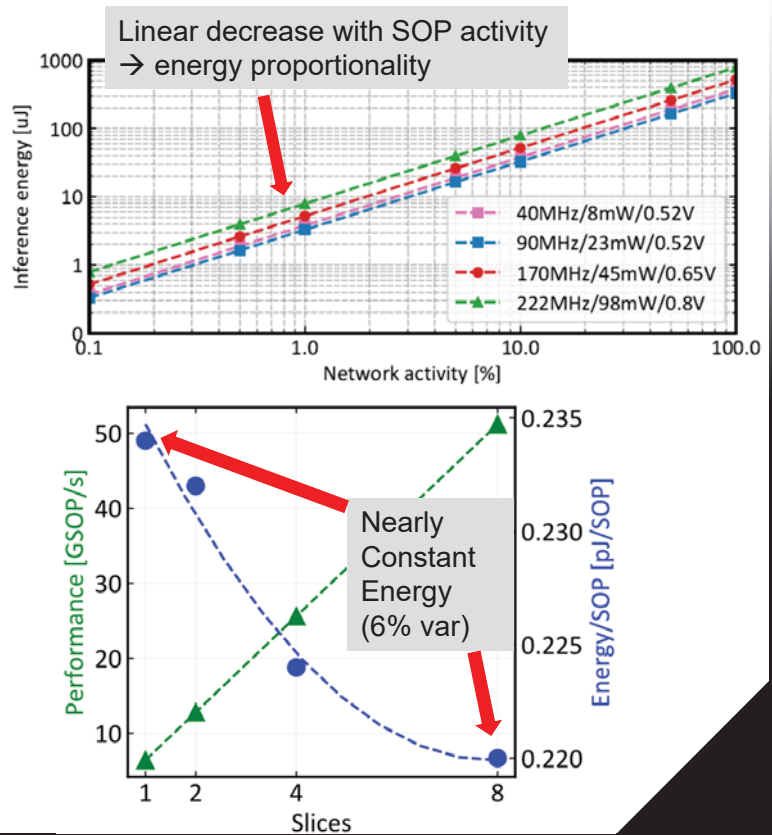 Linear decrease with SOP activity
→ energy proportionality
Inference energy [uJ]
1000
100
10
1
0
0.1
1.0
10.0
100.0
Network activity [%]
40MHz/8mW/0.52V
90MHz/23mW/0.52V
170MHz/45mW/0.65V
222MHz/98mW/0.8V
Performance [GSOP/s]
50
40
30
20
10
1
2
4
8
Slices
Nearly
Constant
Energy
(6% var)
0.235
0.230
0.225
0.220
Energy/SOP [pJ/SOP]